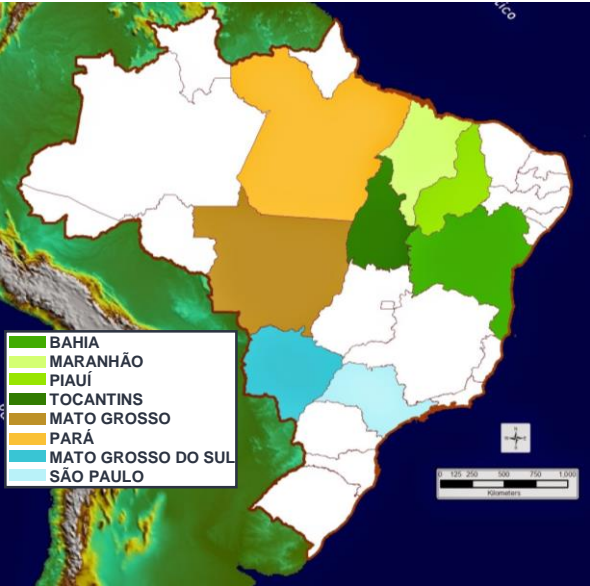 BAHIA
MARANHÃO
PIAUÍ
TOCANTINS
MATO GROSSO
PARÁ
MATO GROSSO DO SUL
SÃO PAULO
0 125 250 500 750 1,000
Kilometers